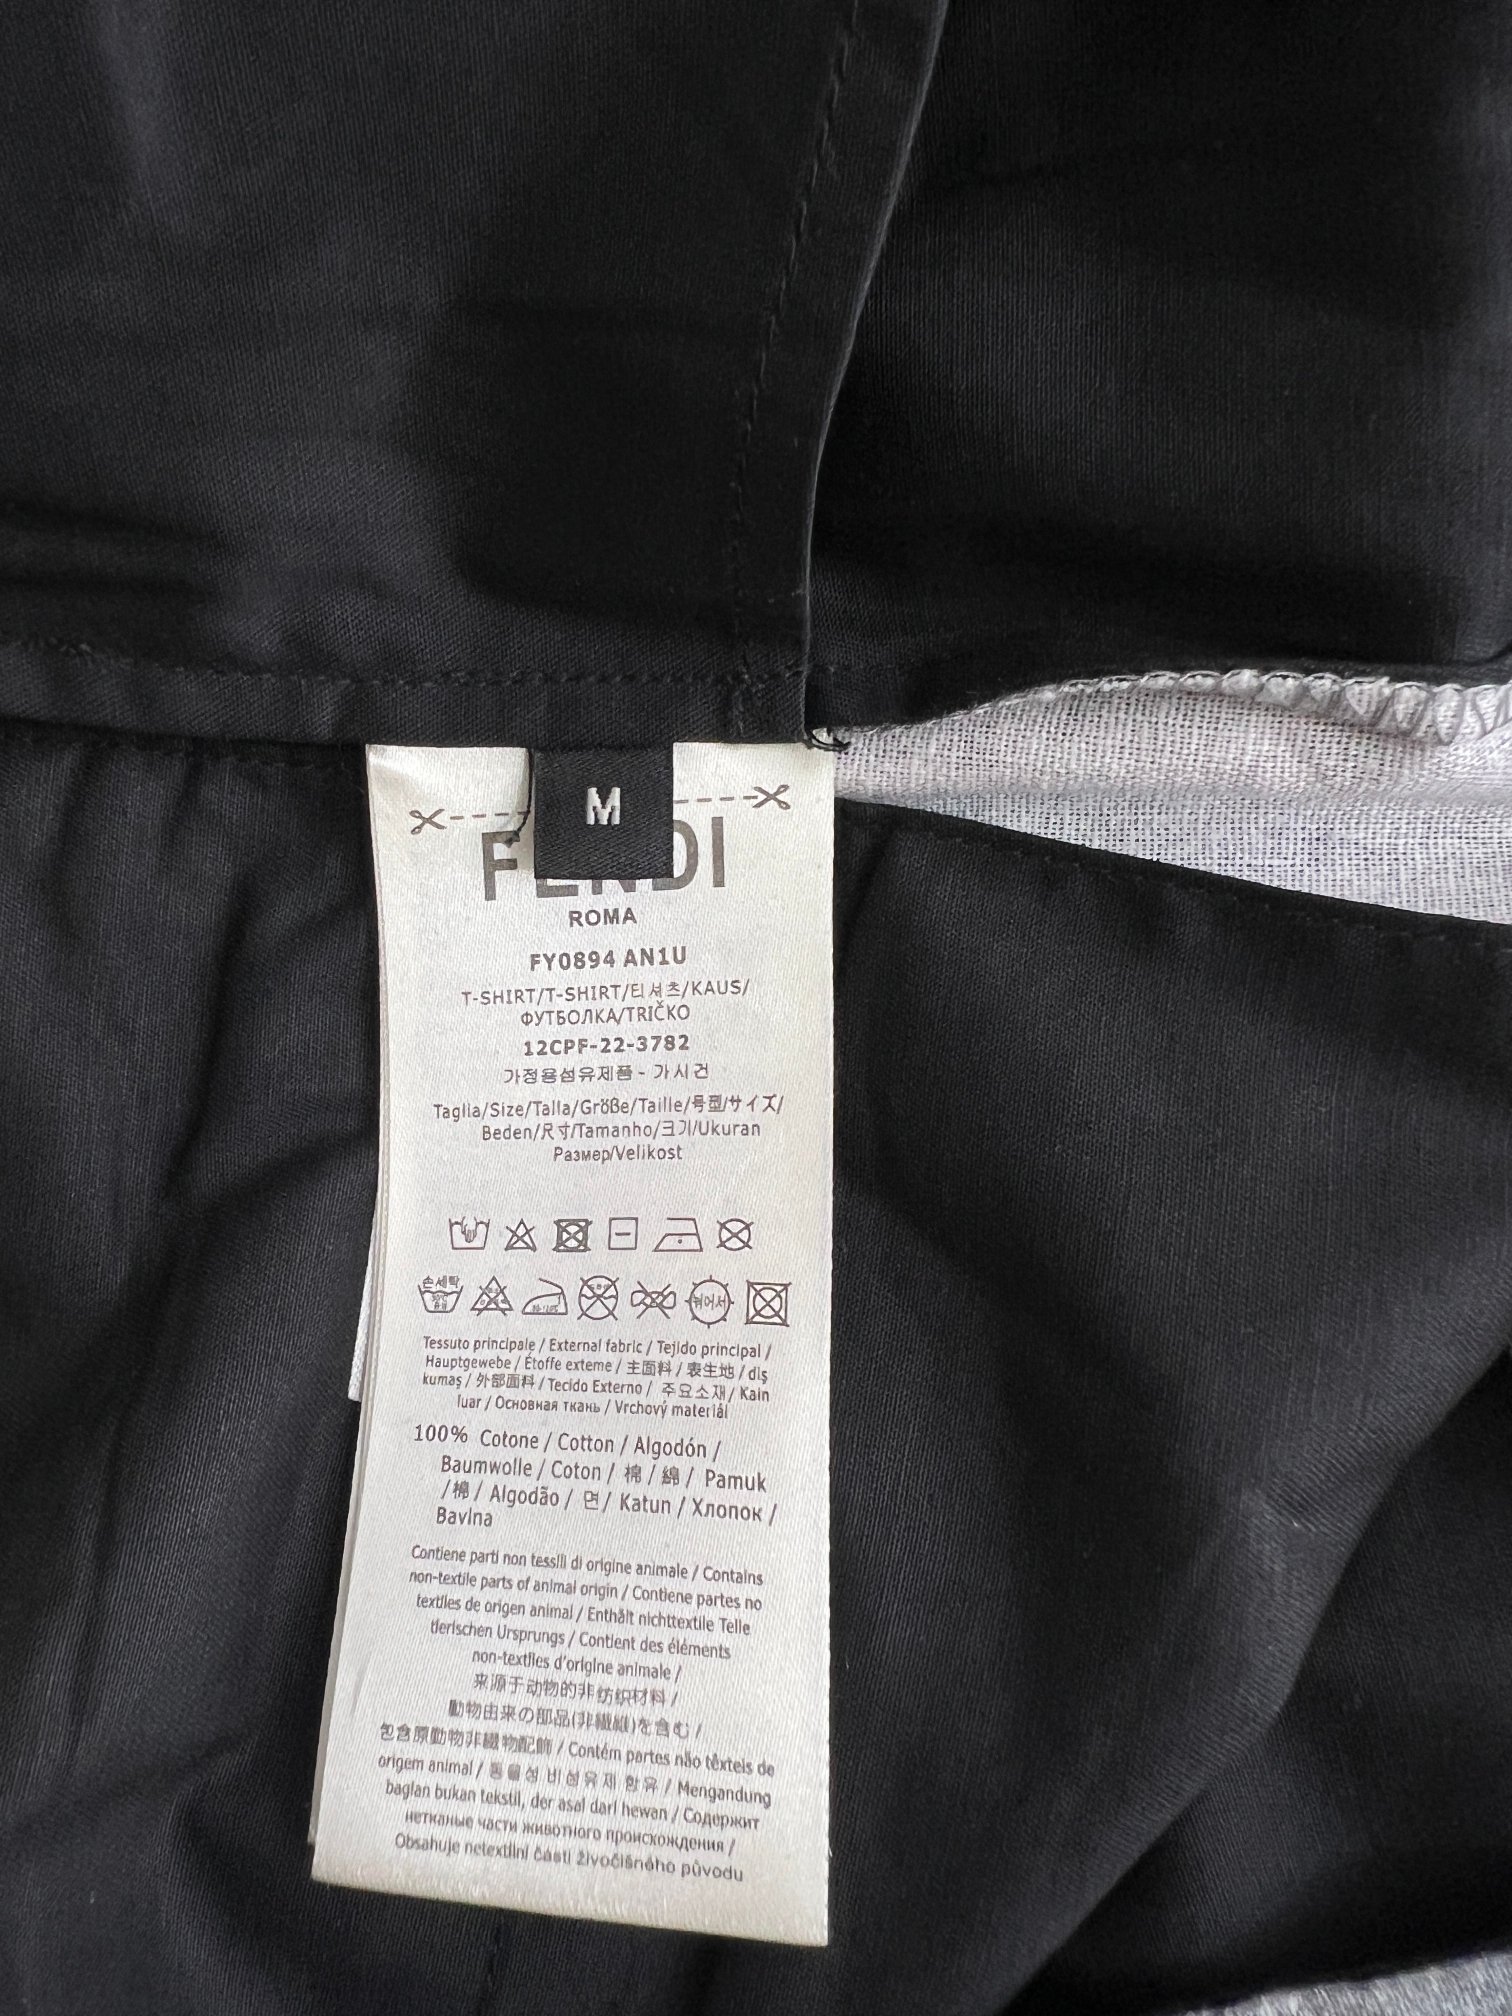 M
FENDI
ROMA
FY0894 AN1U
T-SHIRT/T-SHIRT/티셔츠/KAUS/
ФУТБОЛКА/TRIČKO
12CPF-22-3782
가정용섬유제품 - 가시건
Taglia/Size/Talla/Größe/Taille/号型/サイズ/
Beden/尺寸/Tamanho/크기/Ukuran
Размер/Velikost
손세탁
Tessuto principale / External fabric / Tejido principal /
Hauptgewebe / Étoffe exteme / 主面料 / 表生地 / diş
kumaş / 外部面料 / Tecido Externo / 주요소재 / Kain
luar / Основная ткань / Vrchový materiál
100% Cotone / Cotton / Algodón /
Baumwolle / Coton / 棉 / 綿 / Pamuk
/ 棉 / Algodão / 면 / Katun / Хлопок /
Bavlna
Contiene parti non tessili di origine animale / Contains
non-textile parts of animal origin / Contiene partes no
textiles de origen animal / Enthält nichttextile Telle
tierischen Ursprungs / Contient des éléments
non-textiles d'origine animale /
来源于动物的非纺织材料 /
動物由来の部品(非繊維)を含む /
包含原動物非織物配飾 / Contém partes não têxteis de
origem animal / 동물성 비섬유제 함유 / Mengandung
bagian bukan tekstil, der asal dari hewan / Содержит
нетканые части животного происхождения /
Obsahuje netextilní části živočišného původu